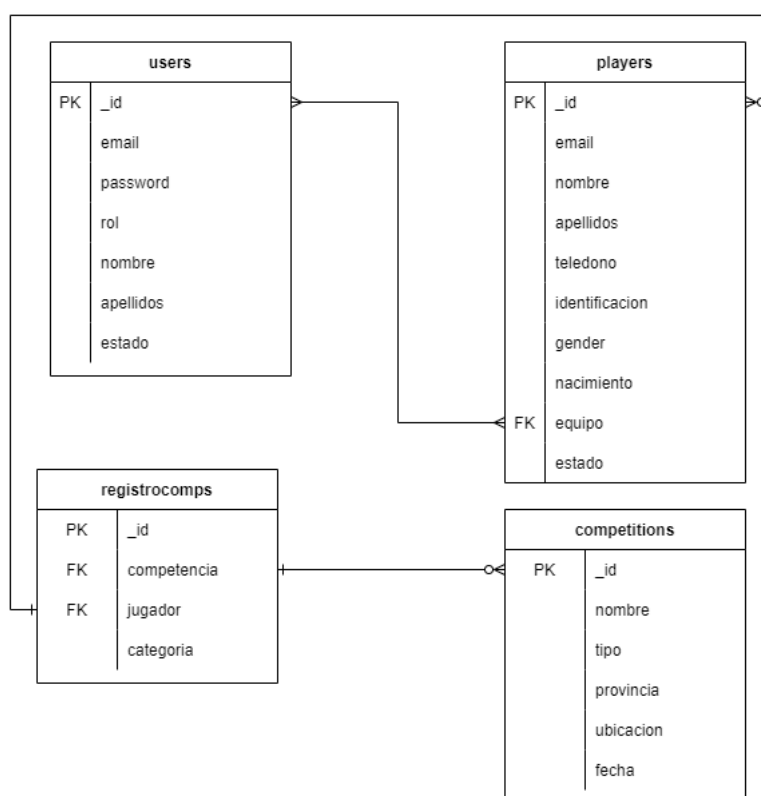 users
PK _id
email
password
rol
nombre
apellidos
estado
players
PK _id
email
nombre
apellidos
teledono
identificacion
gender
nacimiento
FK equipo
estado
registrocomps
PK _id
FK competencia
FK jugador
categoria
competitions
PK _id
nombre
tipo
provincia
ubicacion
fecha